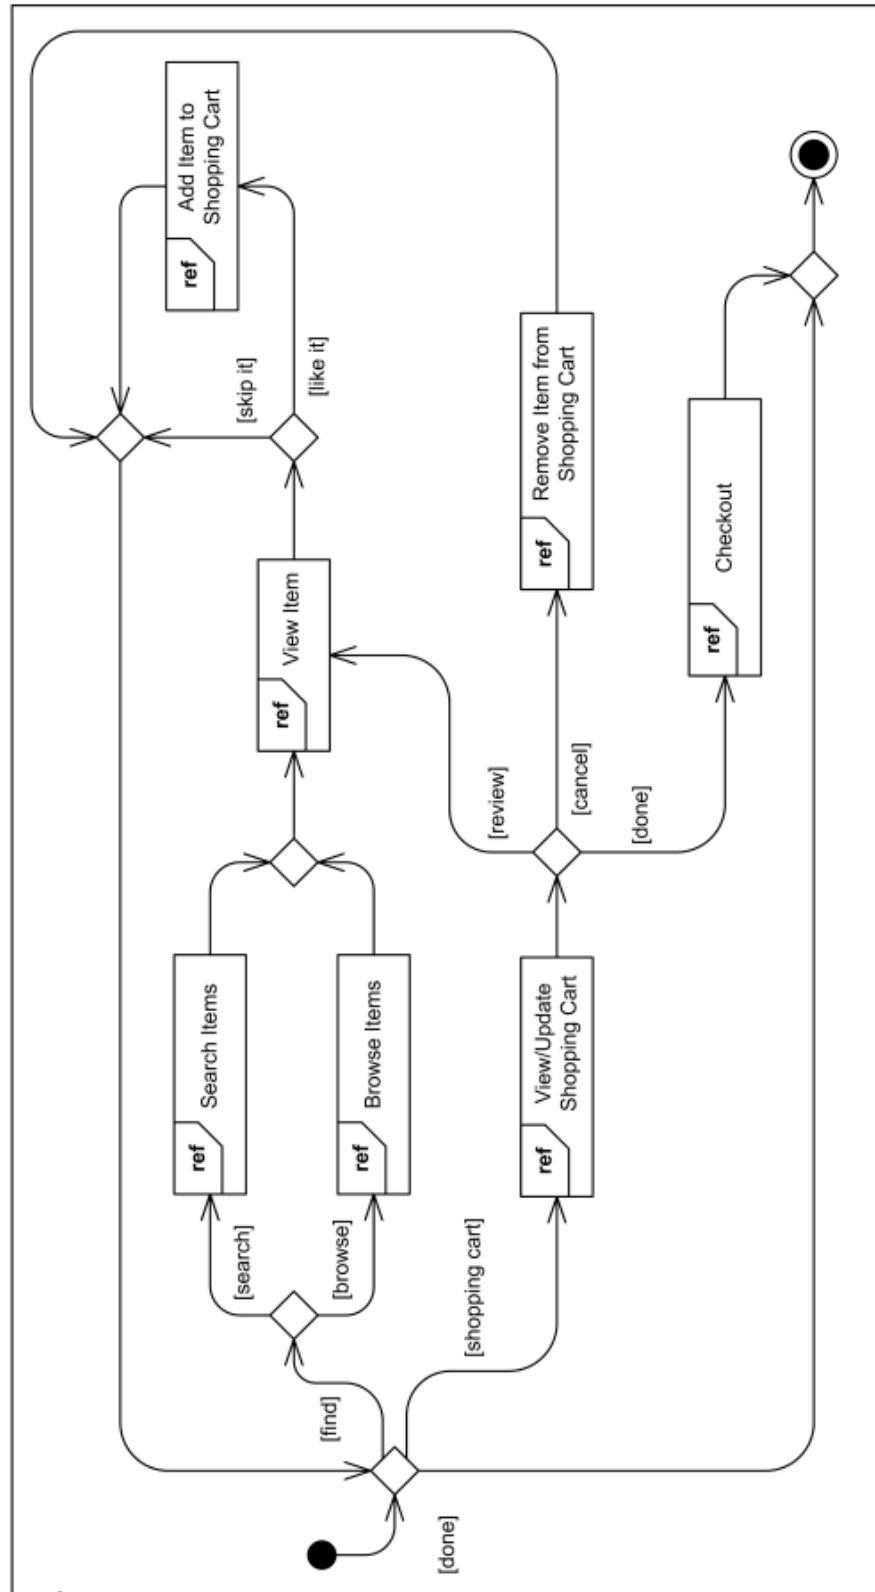 [done]
[find]
[search]
[browse]
[shopping cart]
ref
Search Items
ref
Browse Items
ref
View/Update
Shopping Cart
[review]
[cancel]
[done]
ref
View Item
ref
Remove Item from
Shopping Cart
ref
Checkout
[skip it]
[like it]
ref
Add Item to
Shopping Cart